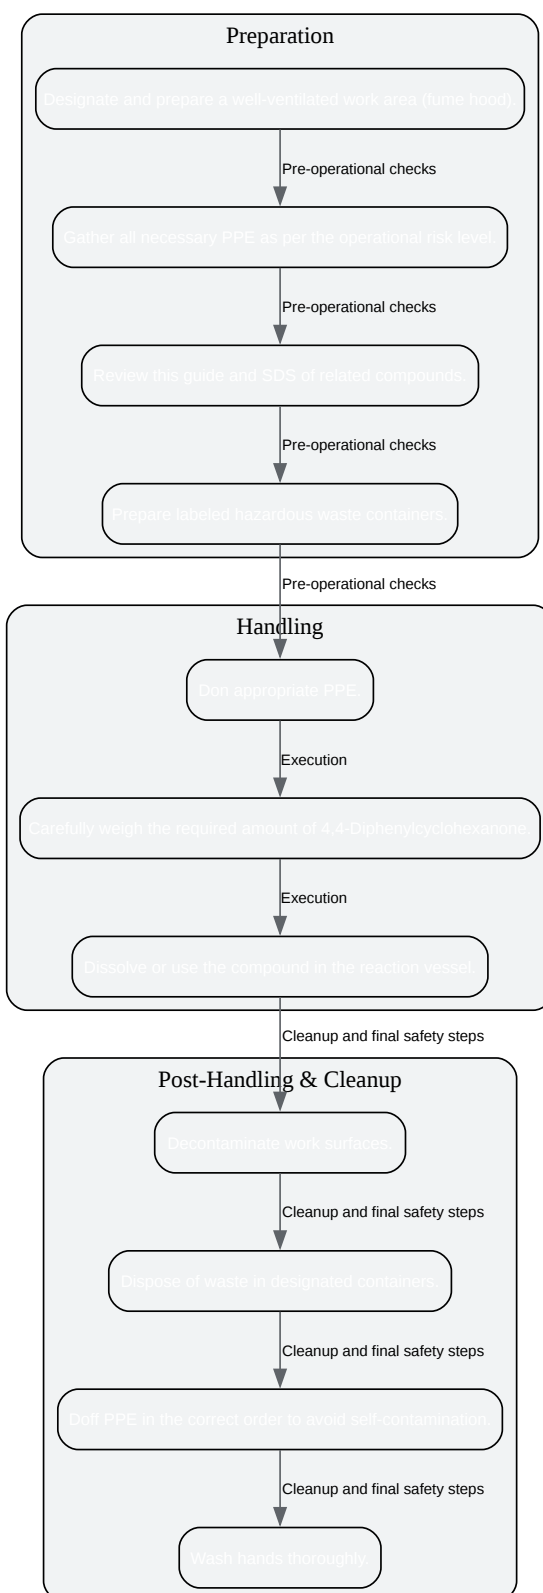 Preparation
Designate and prepare a well-ventilated work area (fume hood).
Pre-operational checks
Gather all necessary PPE as per the operational risk level.
Pre-operational checks
Review this guide and SDS of related compounds.
Pre-operational checks
Prepare labeled hazardous waste containers.
Pre-operational checks
Handling
Don appropriate PPE.
Execution
Carefully weigh the required amount of 4,4-Diphenylcyclohexanone.
Execution
Dissolve or use the compound in the reaction vessel.
Cleanup and final safety steps
Post-Handling & Cleanup
Decontaminate work surfaces.
Cleanup and final safety steps
Dispose of waste in designated containers.
Cleanup and final safety steps
Doff PPE in the correct order to avoid self-contamination.
Cleanup and final safety steps
Wash hands thoroughly.